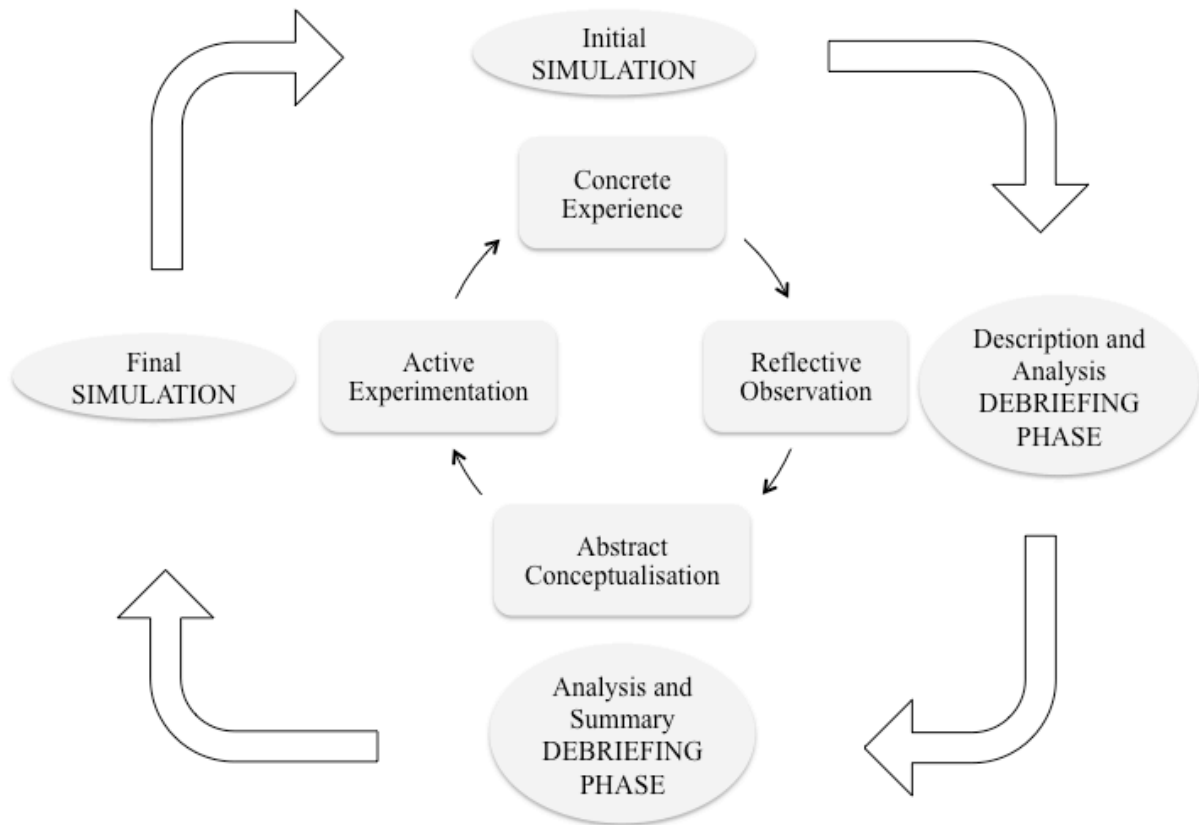 Initial
SIMULATION
Concrete
Experience
Final
SIMULATION
Active
Experimentation
Reflective
Observation
Description and
Analysis
DEBRIEFING
PHASE
Abstract
Conceptualisation
Analysis and
Summary
DEBRIEFING
PHASE